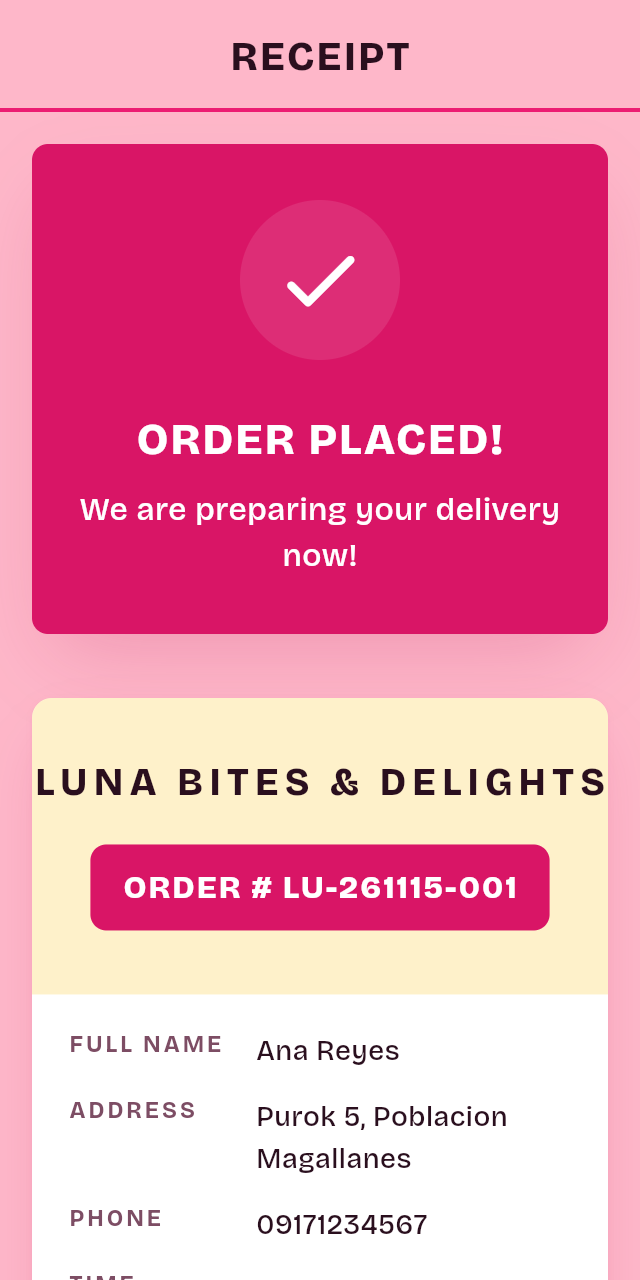 RECEIPT
ORDER PLACED!
We are preparing your delivery
now!
LUNA BITES & DELIGHTS
ORDER # LU-261115-001
FULL NAME Ana Reyes
ADDRESS Purok 5, Poblacion
Magallanes
PHONE 09171234567
TIME